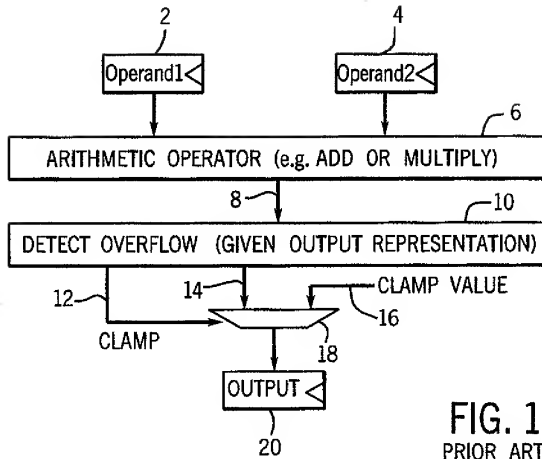 2
4
Operand1
Operand2
6
ARITHMETIC OPERATOR (e.g. ADD OR MULTIPLY)
8
10
DETECT OVERFLOW (GIVEN OUTPUT REPRESENTATION)
12
14
CLAMP VALUE
16
CLAMP
18
OUTPUT
20
FIG. 1
PRIOR ART